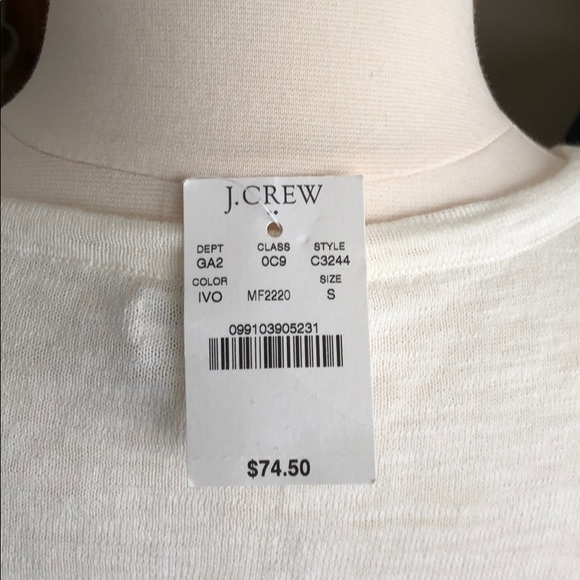 J.CREW
DEPT CLASS STYLE
GA2 0C9 C3244
COLOR SIZE
IVO MF2220 S
099103905231
$74.50